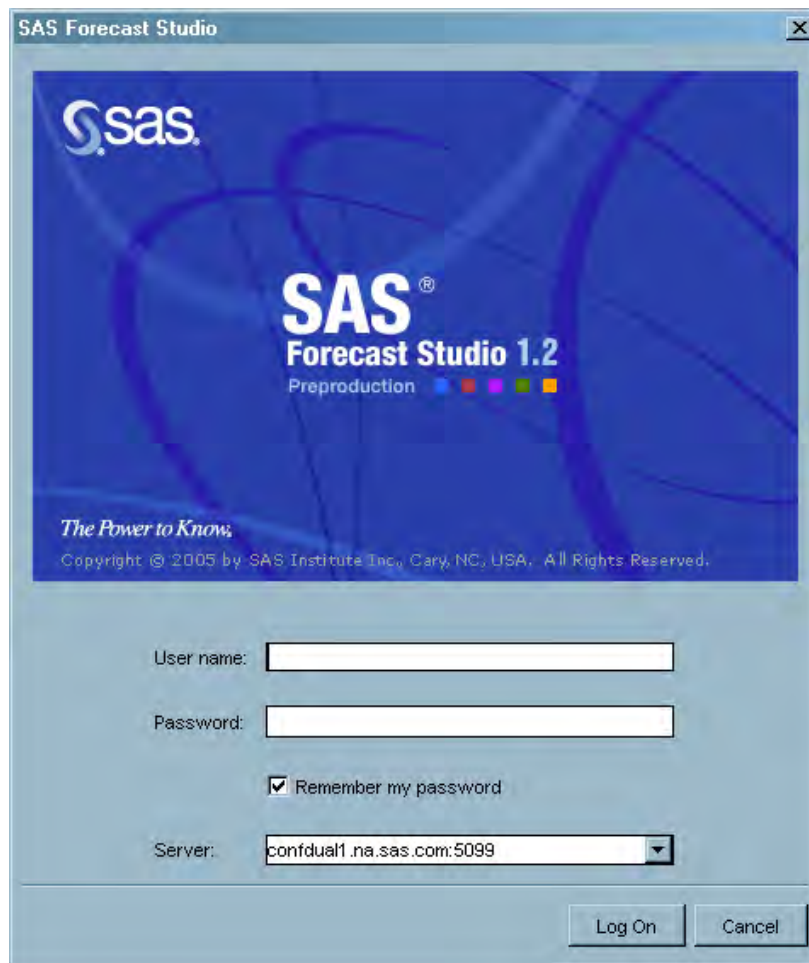 SAS Forecast Studio
sas.
SAS®
Forecast Studio 1.2
Preproduction
The Power to Know.
Copyright © 2005 by SAS Institute Inc., Cary, NC, USA. All Rights Reserved.
User name:
Password:
Remember my password
Server: confdual1.na.sas.com:5099
Log On Cancel